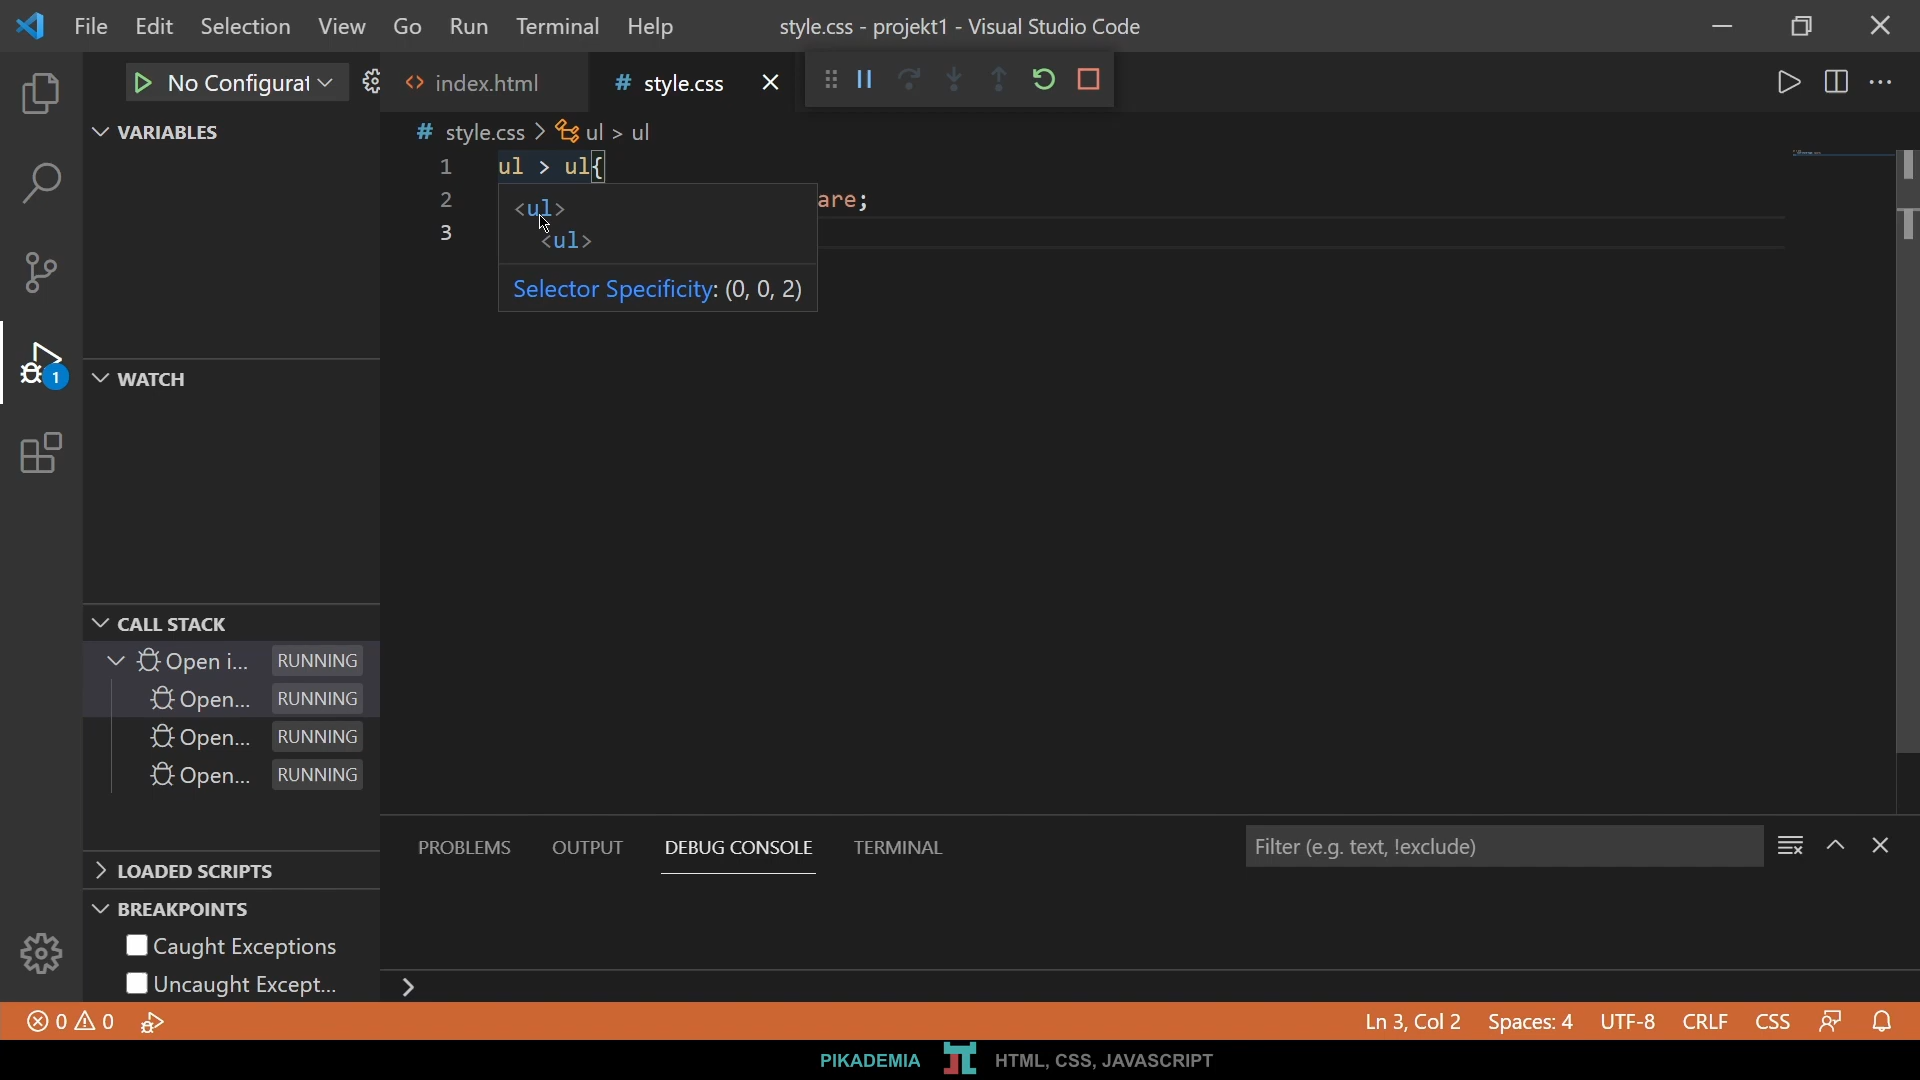 File Edit Selection View Go Run Terminal Help style.css - projekt1 - Visual Studio Code
No Configurat index.html # style.css
VARIABLES
# style.css > ul > ul
1 ul > ul{
2 are;
3
<ul>
<ul>
Selector Specificity: (0, 0, 2)
WATCH
CALL STACK
Open i... RUNNING
Open... RUNNING
Open... RUNNING
Open... RUNNING
LOADED SCRIPTS
BREAKPOINTS
Caught Exceptions
Uncaught Except...
PROBLEMS OUTPUT DEBUG CONSOLE TERMINAL Filter (e.g. text, !exclude)
>
0 0 Ln 3, Col 2 Spaces: 4 UTF-8 CRLF CSS
PIKADEMIA HTML, CSS, JAVASCRIPT
1